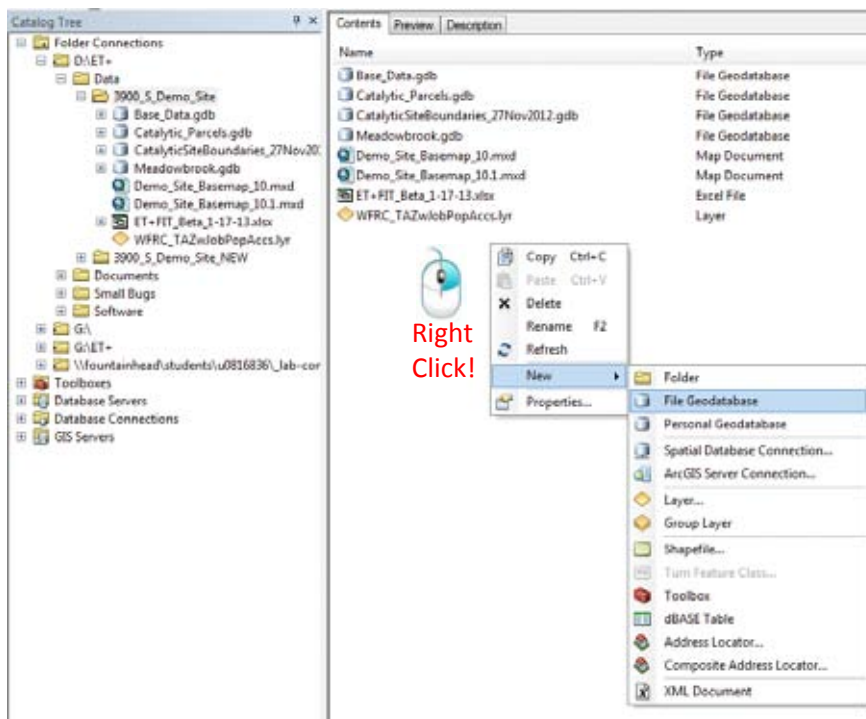 Catalog Tree
Folder Connections
D:\ET+
Data
3900_S_Demo_Site
Base_Data.gdb
Catalytic_Parcels.gdb
CatalyticSiteBoundaries_27Nov20
Meadowbrook.gdb
Demo_Site_Basemap_10.mxd
Demo_Site_Basemap_10.1.mxd
ET+FIT_Beta_1-17-13.xlsx
WFRC_TAZwJobPopAccs.lyr
3900_S_Demo_Site_NEW
Documents
Small Bugs
Software
G:\
G:\ET+
\\fountainhead\students\u0816836\_lab-cor
Toolboxes
Database Servers
Database Connections
GIS Servers
Contents Preview Description
Name Type
Base_Data.gdb File Geodatabase
Catalytic_Parcels.gdb File Geodatabase
CatalyticSiteBoundaries_27Nov2012.gdb File Geodatabase
Meadowbrook.gdb File Geodatabase
Demo_Site_Basemap_10.mxd Map Document
Demo_Site_Basemap_10.1.mxd Map Document
ET+FIT_Beta_1-17-13.xlsx Excel File
WFRC_TAZwJobPopAccs.lyr Layer
Right
Click!
Copy Ctrl+C
Paste Ctrl+V
Delete
Rename F2
Refresh
New
Properties...
Folder
File Geodatabase
Personal Geodatabase
Spatial Database Connection...
ArcGIS Server Connection...
Layer...
Group Layer
Shapefile...
Turn Feature Class...
Toolbox
dBASE Table
Address Locator...
Composite Address Locator...
XML Document